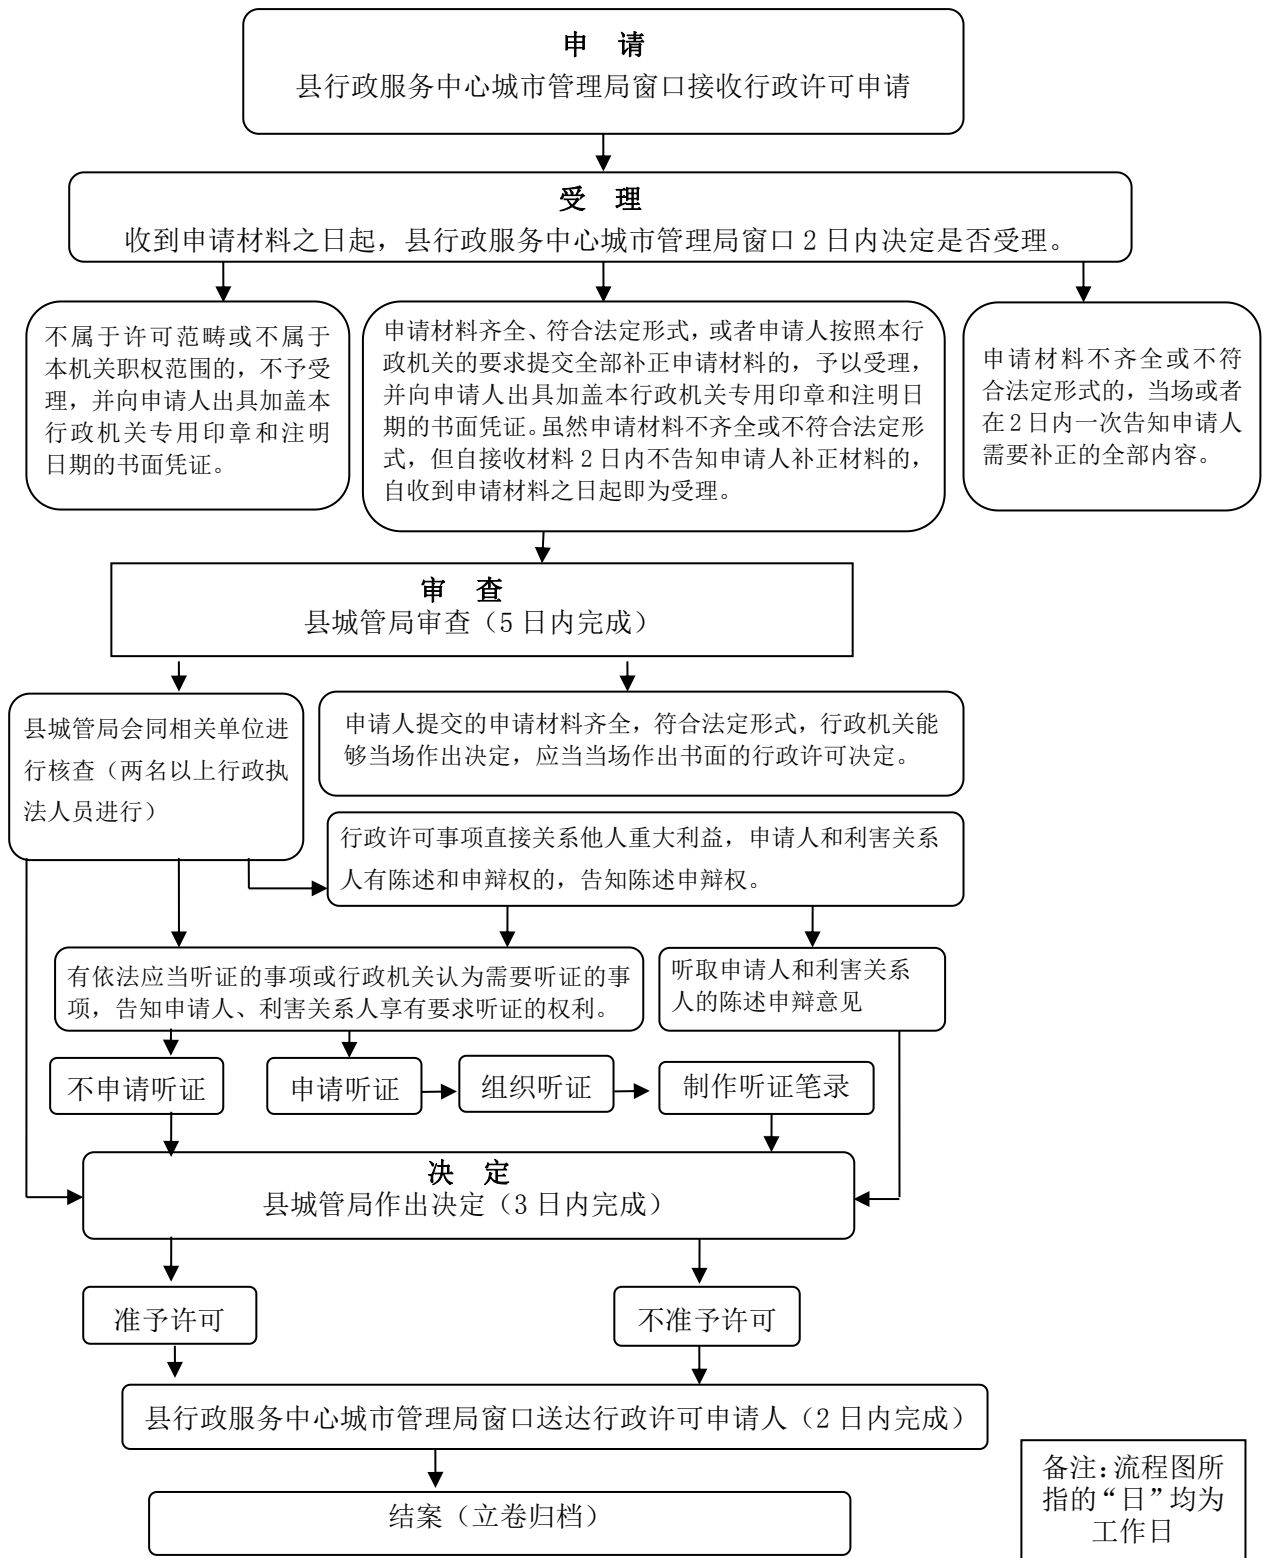 申 请
县行政服务中心城市管理局窗口接收行政许可申请
受 理
收到申请材料之日起，县行政服务中心城市管理局窗口 2 日内决定是否受理。
不属于许可范畴或不属于
本机关职权范围的，不予受
理，并向申请人出具加盖本
行政机关专用印章和注明
日期的书面凭证。
申请材料齐全、符合法定形式，或者申请人按照本行
政机关的要求提交全部补正申请材料的，予以受理，
并向申请人出具加盖本行政机关专用印章和注明日
期的书面凭证。虽然申请材料不齐全或不符合法定形
式，但自接收材料 2 日内不告知申请人补正材料的，
自收到申请材料之日起即为受理。
申请材料不齐全或不符
合法定形式的，当场或者
在 2 日内一次告知申请人
需要补正的全部内容。
审 查
县城管局审查（5 日内完成）
县城管局会同相关单位进
行核查（两名以上行政执
法人员进行）
申请人提交的申请材料齐全，符合法定形式，行政机关能
够当场作出决定，应当当场作出书面的行政许可决定。
行政许可事项直接关系他人重大利益，申请人和利害关系
人有陈述和申辩权的，告知陈述申辩权。
有依法应当听证的事项或行政机关认为需要听证的事
项，告知申请人、利害关系人享有要求听证的权利。
听取申请人和利害关系
人的陈述申辩意见
不申请听证
申请听证
组织听证
制作听证笔录
决 定
县城管局作出决定（3 日内完成）
准予许可
不准予许可
县行政服务中心城市管理局窗口送达行政许可申请人（2 日内完成）
结案（立卷归档）
备注：流程图所
指的“日”均为
工作日